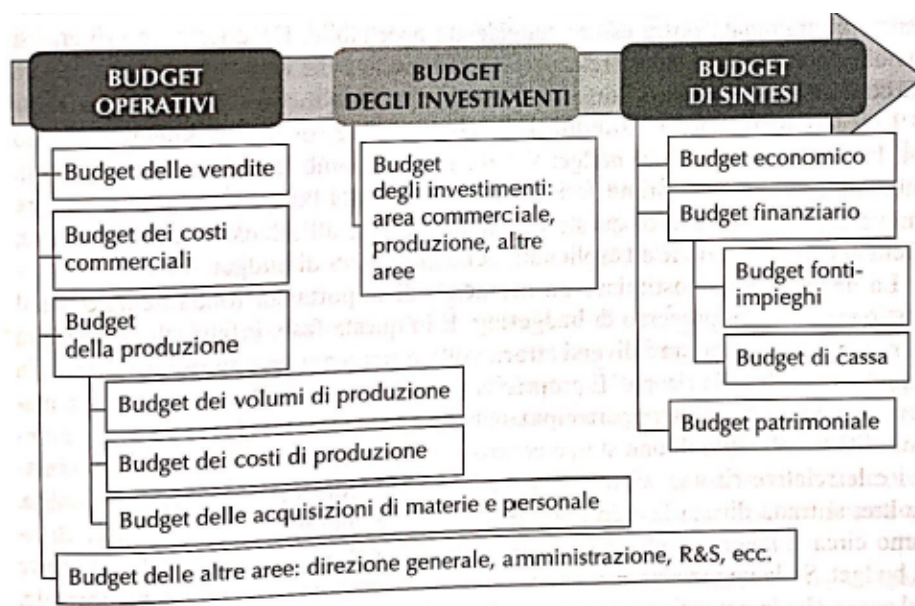 BUDGET
OPERATIVI
Budget delle vendite
Budget dei costi
commerciali
Budget
della produzione
Budget dei volumi di produzione
Budget dei costi di produzione
Budget delle acquisizioni di materie e personale
Budget delle altre aree: direzione generale, amministrazione, R&S, ecc.
BUDGET
DEGLI INVESTIMENTI
Budget
degli investimenti:
area commerciale,
produzione, altre
aree
BUDGET
DI SINTESI
Budget economico
Budget finanziario
Budget fonti-
impieghi
Budget di cassa
Budget patrimoniale